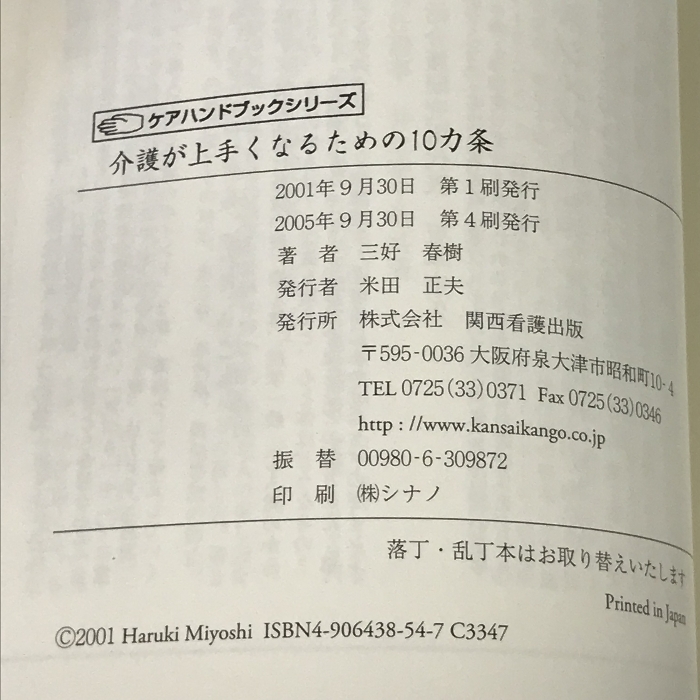 ケアハンドブックシリーズ
介護が上手くなるための10カ条
2001年9月30日 第1刷発行
2005年9月30日 第4刷発行
著 者 三好 春樹
発行者 米田 正夫
発行所 株式会社 関西看護出版
〒595-0036 大阪府泉大津市昭和町10-4
TEL 0725(33)0371 Fax 0725(33)0346
http : //www.kansaikango.co.jp
振 替 00980-6-309872
印 刷 ㈱シナノ
落丁・乱丁本はお取り替えいたします
Printed in Japan
©2001 Haruki Miyoshi ISBN4-906438-54-7 C3347